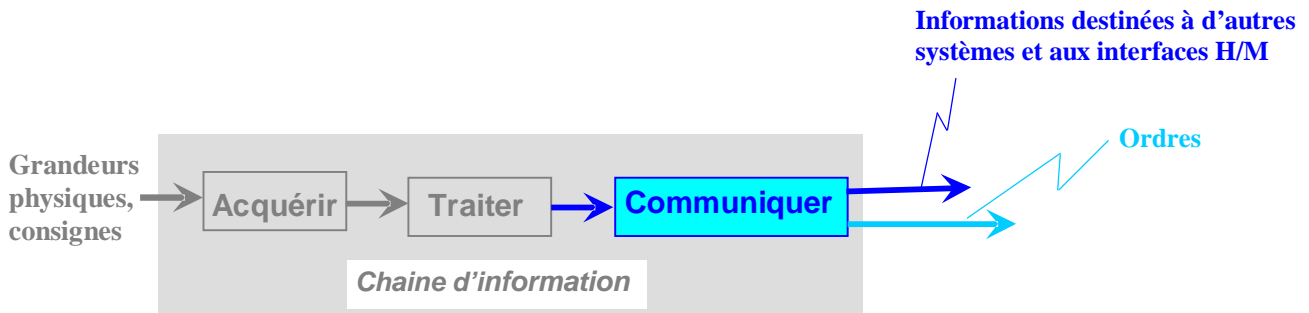 Informations destinées à d’autres
systèmes et aux interfaces H/M
Ordres
Grandeurs
physiques,
consignes
Acquérir
Traiter
Communiquer
Chaine d’information